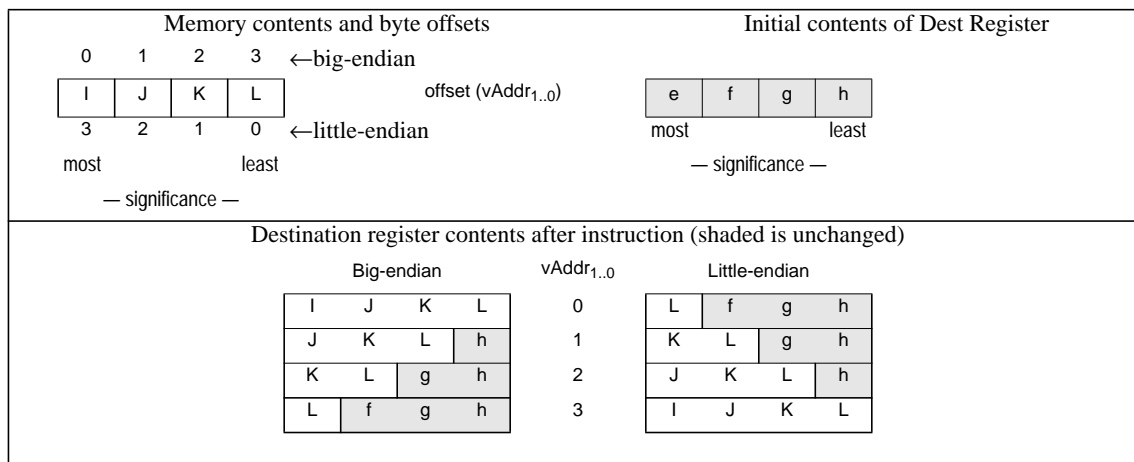 Memory contents and byte offsets
Initial contents of Dest Register
0 1 2 3 ←big-endian
I J K L offset (vAddr1..0)
e f g h
3 2 1 0 ←little-endian
most least
most least
— significance —
— significance —
Destination register contents after instruction (shaded is unchanged)
Big-endian vAddr1..0 Little-endian
I J K L 0 L f g h
J K L h 1 K L g h
K L g h 2 J K L h
L f g h 3 I J K L